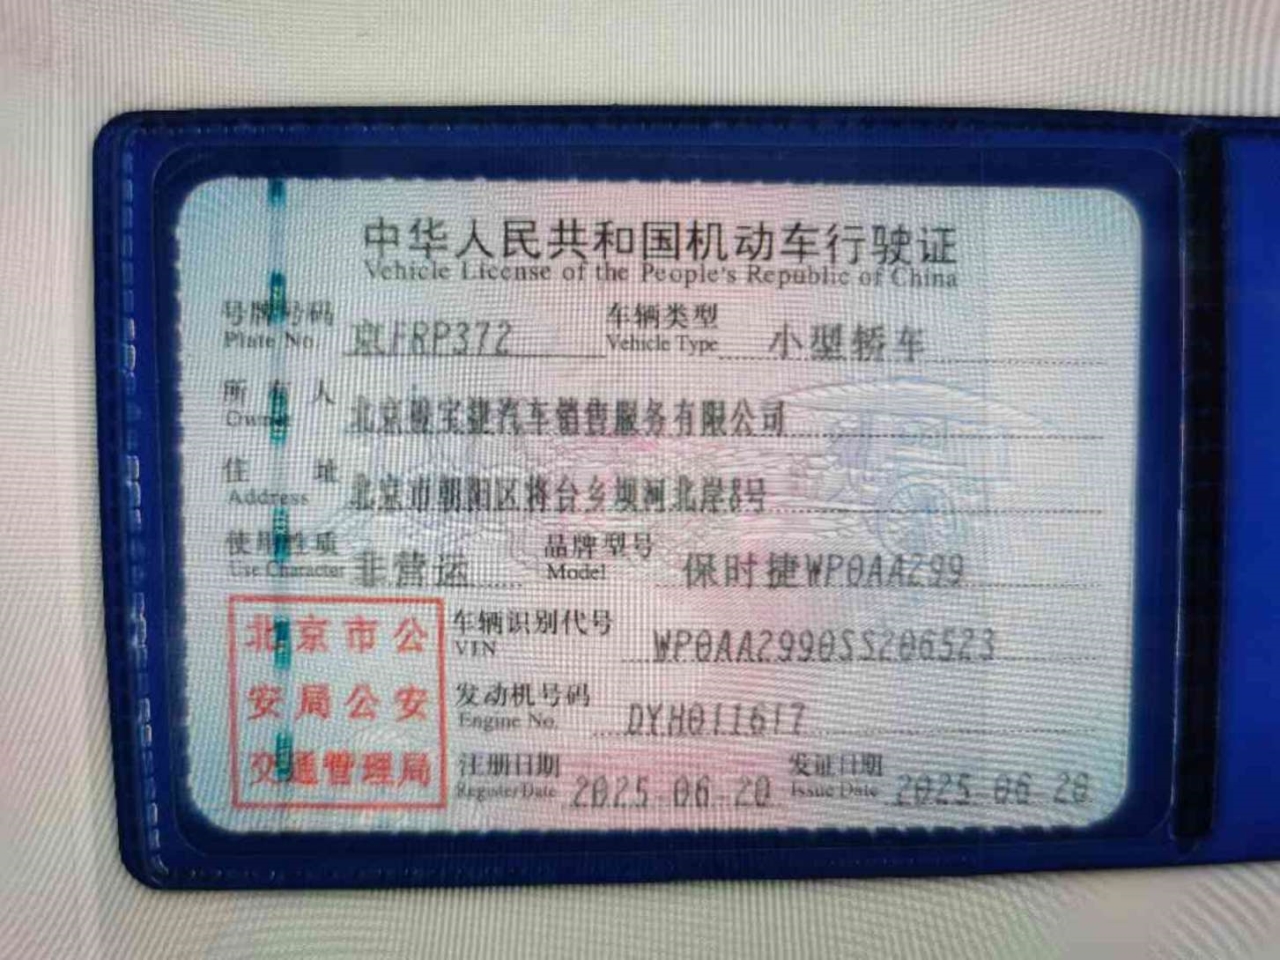 中华人民共和国机动车行驶证
Vehicle License of the People's Republic of China
号牌号码 京FRP372 车辆类型 小型轿车
Plate No. Vehicle Type
所有人 北京骏宝捷汽车销售服务有限公司
Owner
住址 北京市朝阳区将台乡坝河北岸8号
Address
使用性质 非营运 品牌型号 保时捷WP0AA299
Use Character Model
北京市公
安局公安
交通管理局
车辆识别代号 WP0AA2990SS206523
VIN
发动机号码 DYH011617
Engine No.
注册日期 2025-06-20 发证日期 2025-06-20
Register Date Issue Date